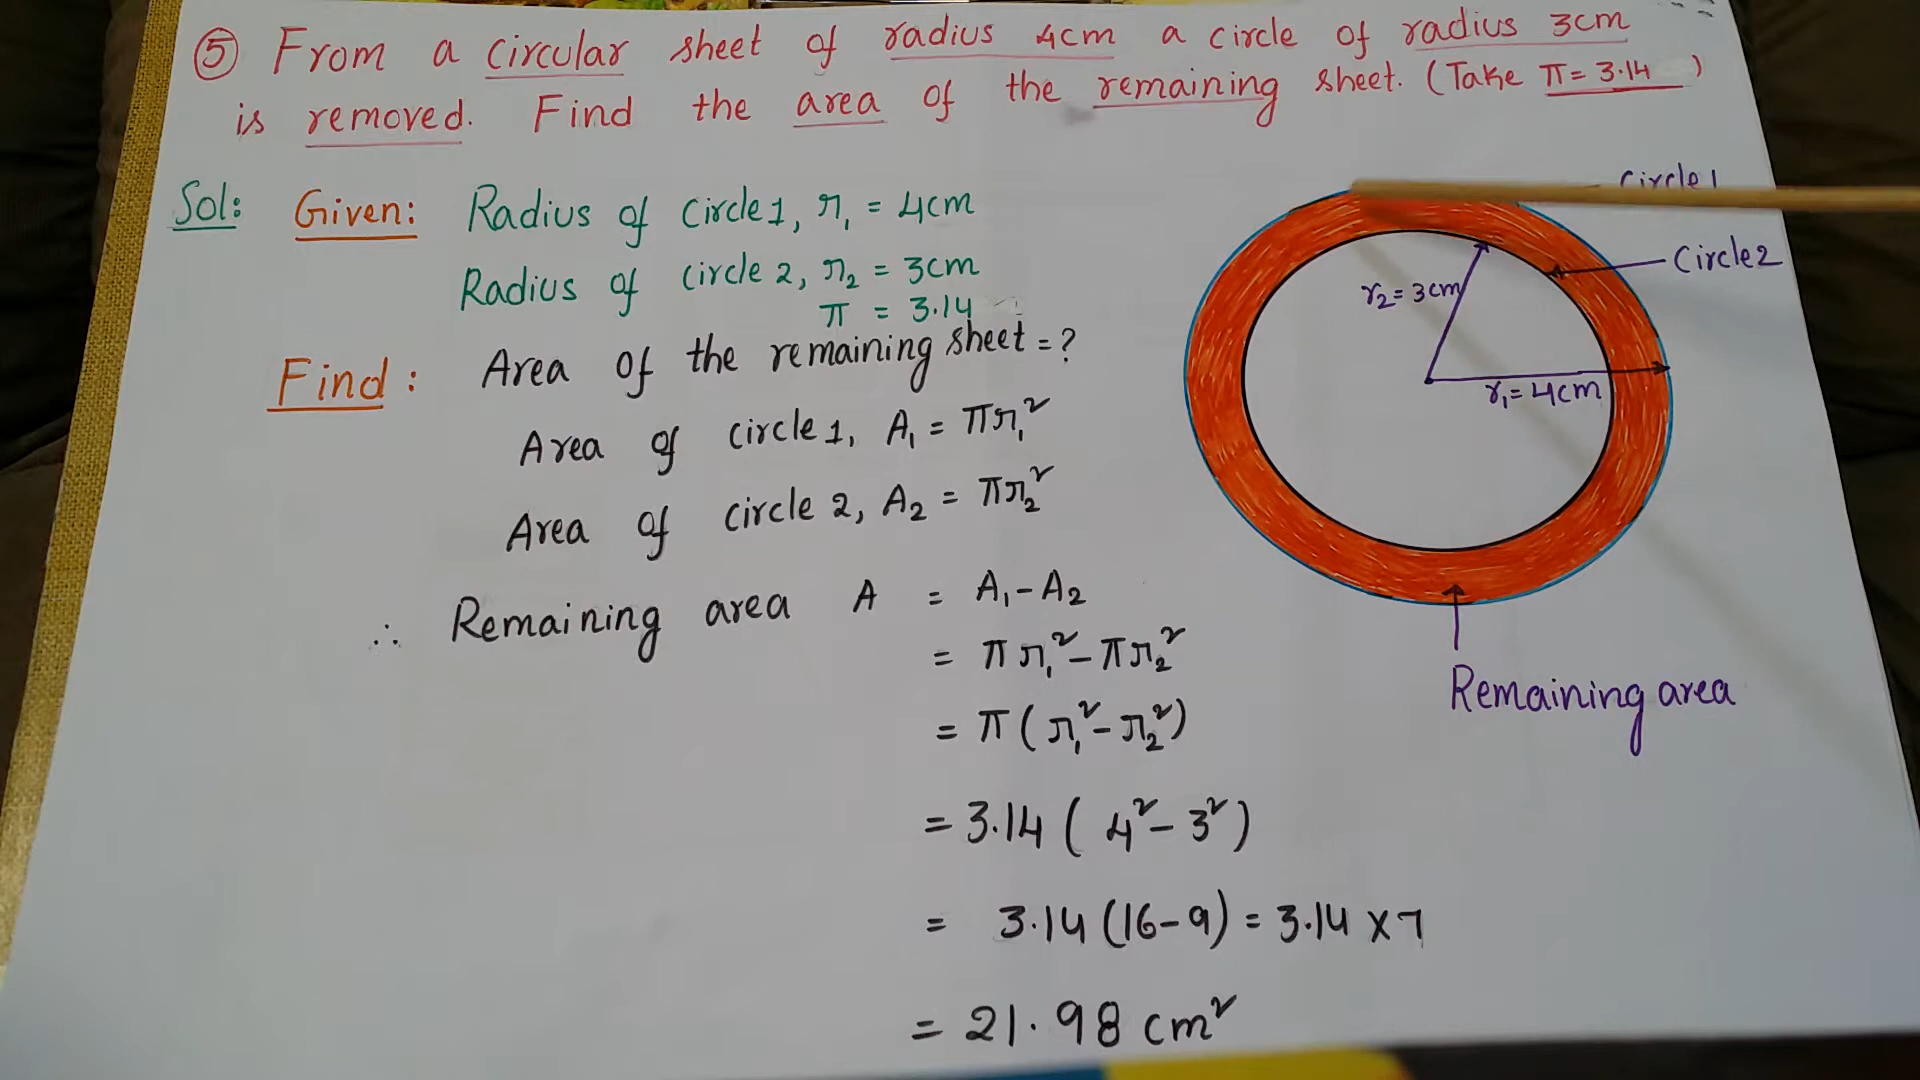 ⑤ From a circular sheet of radius 4cm a circle of radius 3cm
is removed. Find the area of the remaining sheet. (Take π = 3.14 )
Sol: Given: Radius of circle 1, r₁ = 4cm
Radius of circle 2, r₂ = 3cm
π = 3.14
Find : Area of the remaining sheet = ?
Area of circle 1, A₁ = πr₁²
Area of circle 2, A₂ = πr₂²
∴ Remaining area A = A₁ - A₂
= πr₁² - πr₂²
= π ( r₁² - r₂² )
= 3.14 ( 4² - 3² )
= 3.14 (16-9) = 3.14 x 7
= 21.98 cm²
Circle 1
Circle 2
r₂ = 3cm
r₁ = 4cm
Remaining area